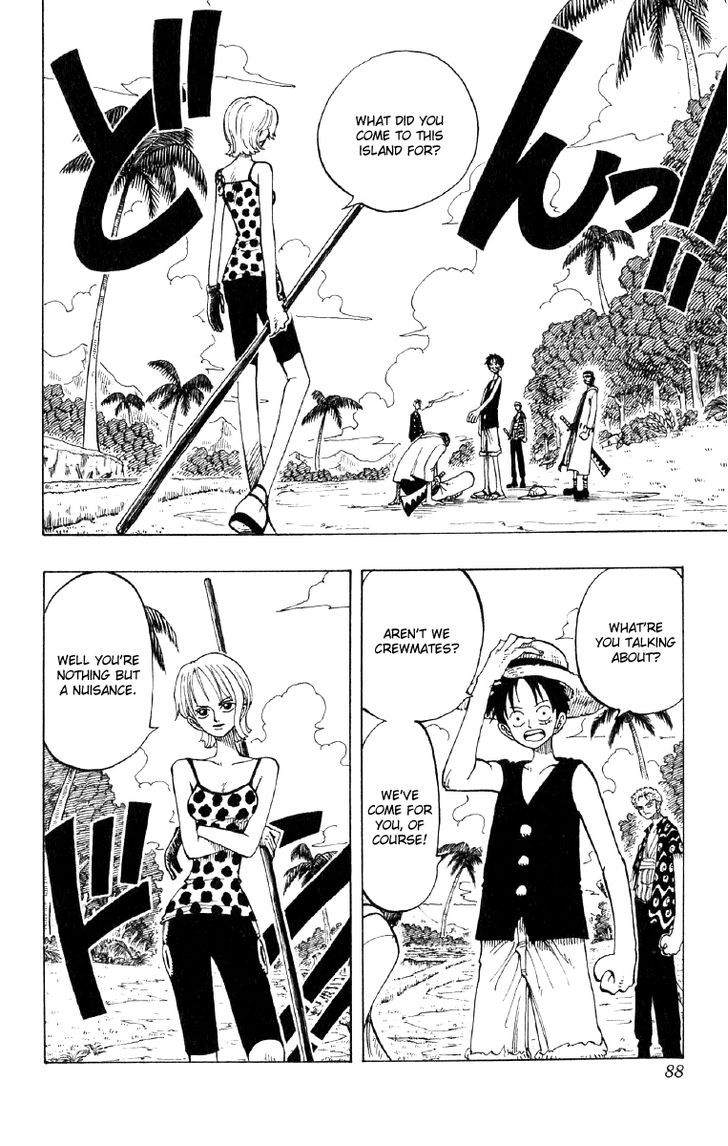 WHAT DID YOU
COME TO THIS
ISLAND FOR?
どんっ!!
WHAT'RE
YOU TALKING
ABOUT?
AREN'T WE
CREWMATES?
WE'VE
COME FOR
YOU, OF
COURSE!
WELL YOU'RE
NOTHING BUT
A NUISANCE.
ドン
88